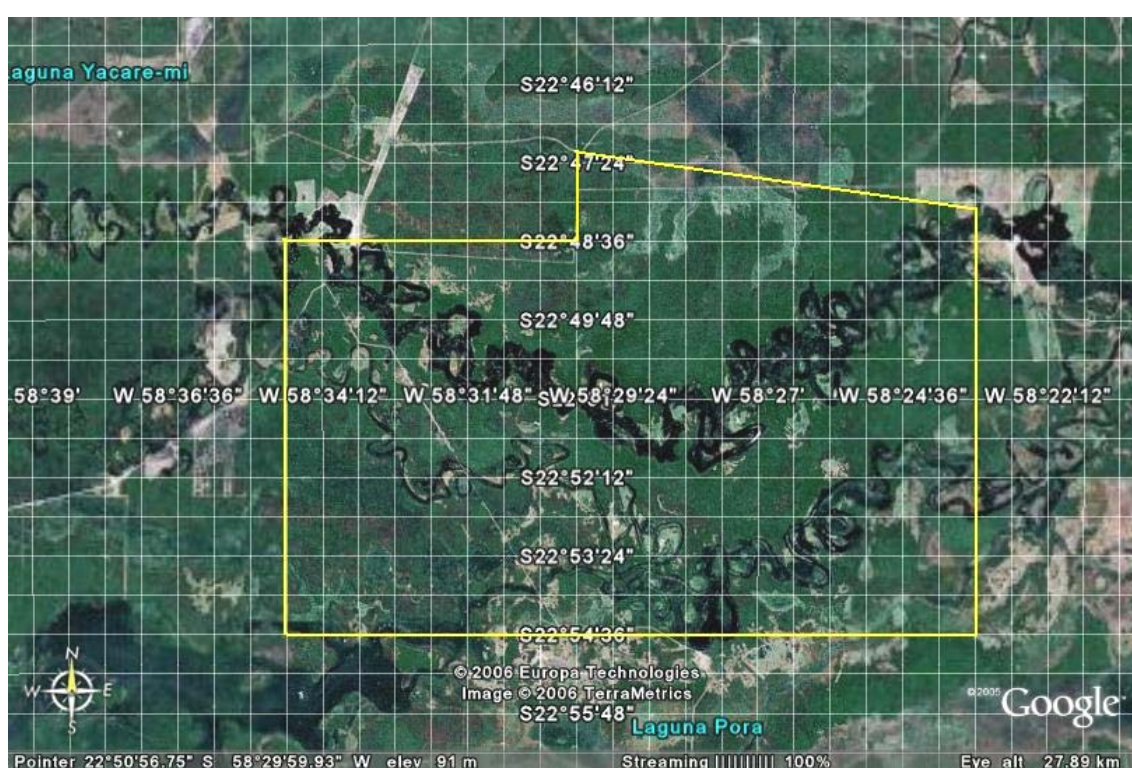 Laguna Yacare-mi
S22°46'12"
S22°47'24"
S22°48'36"
S22°49'48"
58°39' W 58°36'36" W 58°34'12" W 58°31'48" W 58°29'24" W 58°27' W 58°24'36" W 58°22'12"
S22°52'12"
S22°53'24"
S22°54'36"
N
W E
S
© 2006 Europa Technologies
Image © 2006 TerraMetrics
©2005 Google
S22°55'48"
Laguna Pora
Pointer 22°50'56.75" S 58°29'59.93" W elev 91 m Streaming |||||||||| 100% Eye alt 27.89 km